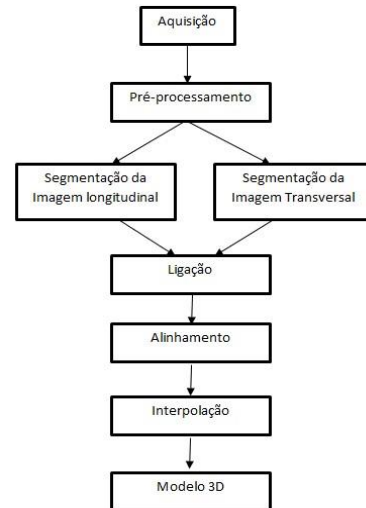 Aquisição
Pré-processamento
Segmentação da
Imagem longitudinal
Segmentação da
Imagem Transversal
Ligação
Alinhamento
Interpolação
Modelo 3D